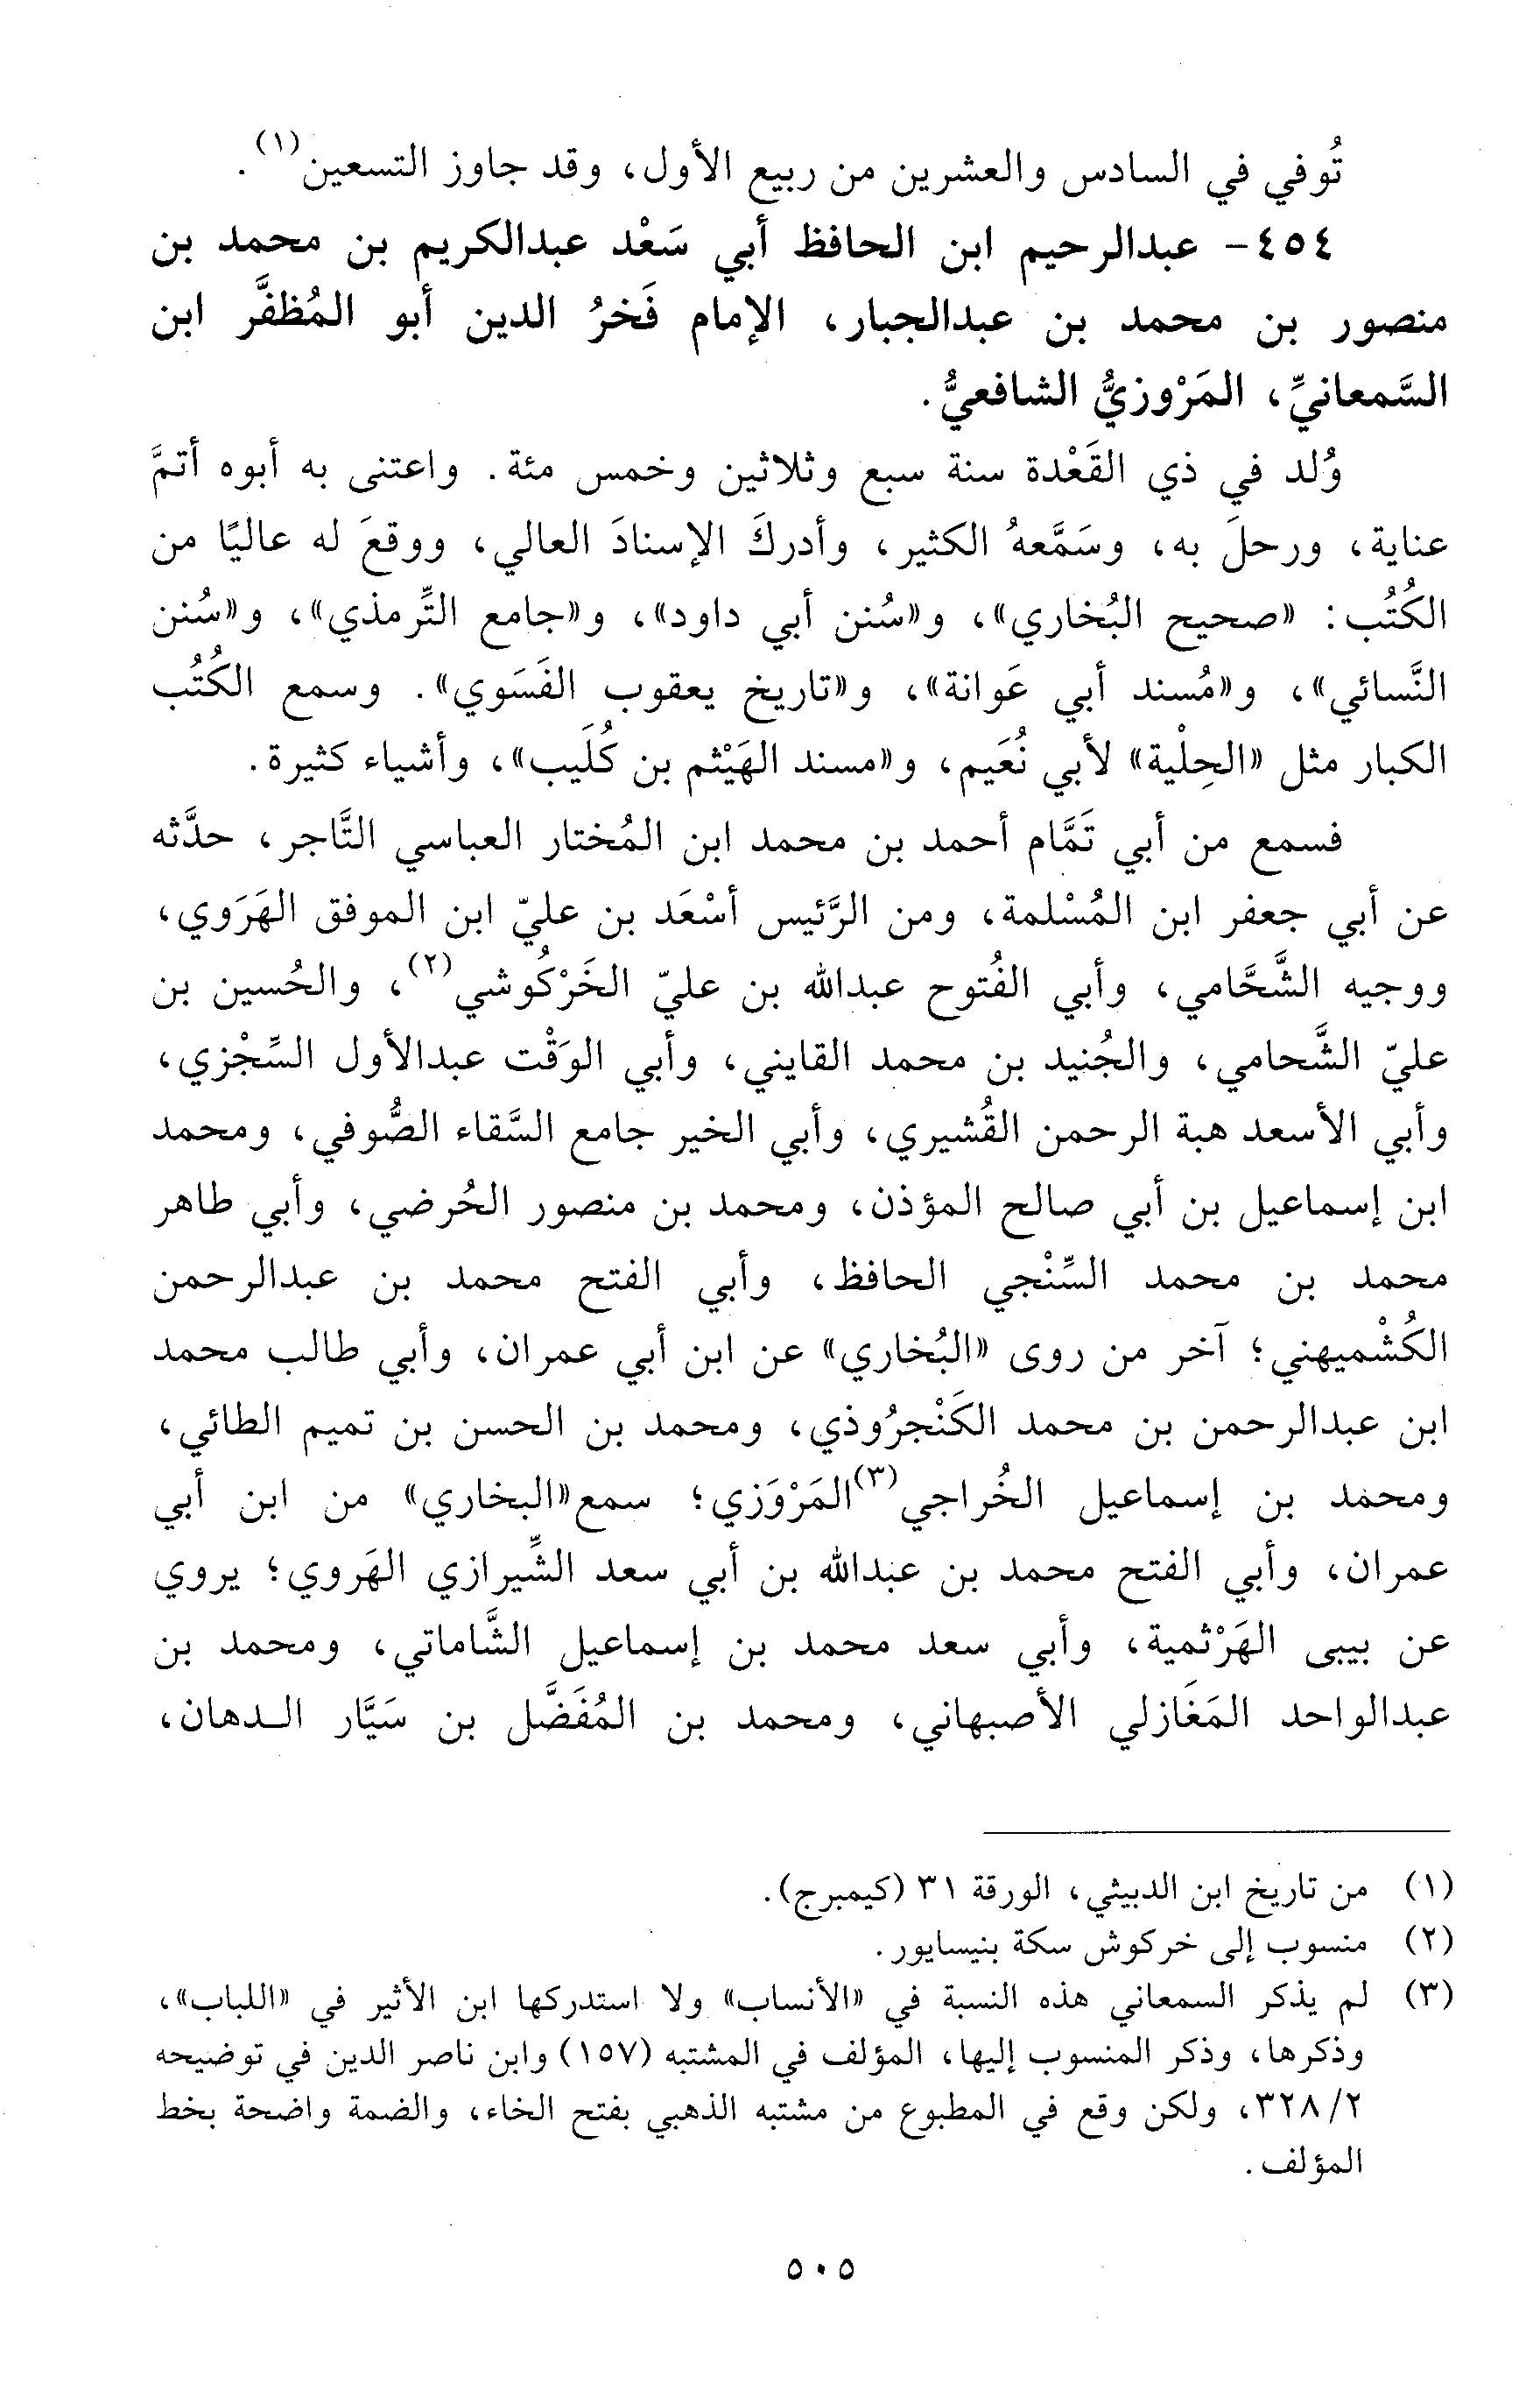 تُوفي في السادس والعشرين من ربيع الأول، وقد جاوز التسعين(١).
٤٥٤- عبدالرحيم ابن الحافظ أبي سَعْد عبدالكريم بن محمد بن
منصور بن محمد بن عبدالجبار، الإمام فَخرُ الدين أبو المُظفَّر ابن
السَّمعانيِّ، المَرْوزيُّ الشافعيُّ.
وُلد في ذي القَعْدة سنة سبع وثلاثين وخمس مئة. واعتنى به أبوه أتمَّ
عناية، ورحلَ به، وسَمَّعهُ الكثير، وأدركَ الإسنادَ العالي، ووقعَ له عاليًا من
الكُتُب: «صحيح البُخاري»، و«سُنن أبي داود»، و«جامع التِّرمذي»، و«سُنن
النَّسائي»، و«مُسند أبي عَوانة»، و«تاريخ يعقوب الفَسَوي». وسمع الكُتُب
الكبار مثل «الحِلْية» لأبي نُعَيم، و«مسند الهَيْثم بن كُلَيب»، وأشياء كثيرة.
فسمع من أبي تَمَّام أحمد بن محمد ابن المُختار العباسي التَّاجر، حدَّثه
عن أبي جعفر ابن المُسْلمة، ومن الرَّئيس أسْعَد بن عليّ ابن الموفق الهَرَوي،
ووجيه الشَّحَّامي، وأبي الفُتوح عبدالله بن عليّ الخَرْكُوشي(٢)، والحُسين بن
عليّ الشَّحامي، والجُنيد بن محمد القايني، وأبي الوَقْت عبدالأول السِّجْزي،
وأبي الأسعد هبة الرحمن القُشيري، وأبي الخير جامع السَّقاء الصُّوفي، ومحمد
ابن إسماعيل بن أبي صالح المؤذن، ومحمد بن منصور الحُرضي، وأبي طاهر
محمد بن محمد السِّنْجي الحافظ، وأبي الفتح محمد بن عبدالرحمن
الكُشْميهني؛ آخر من روى «البُخاري» عن ابن أبي عمران، وأبي طالب محمد
ابن عبدالرحمن بن محمد الكَنْجرُوذي، ومحمد بن الحسن بن تميم الطائي،
ومحمد بن إسماعيل الخُراجي(٣) المَرْوَزي؛ سمع «البخاري» من ابن أبي
عمران، وأبي الفتح محمد بن عبدالله بن أبي سعد الشِّيرازي الهَروي؛ يروي
عن بيبى الهَرْثمية، وأبي سعد محمد بن إسماعيل الشَّاماتي، ومحمد بن
عبدالواحد المَغَازلي الأصبهاني، ومحمد بن المُفَضَّل بن سَيَّار الـدهان،
(١) من تاريخ ابن الدبيثي، الورقة ٣١ (كيمبرج).
(٢) منسوب إلى خركوش سكة بنيسابور.
(٣) لم يذكر السمعاني هذه النسبة في «الأنساب» ولا استدركها ابن الأثير في «اللباب»،
وذكرها، وذكر المنسوب إليها، المؤلف في المشتبه (١٥٧) وابن ناصر الدين في توضيحه
٢/ ٣٢٨، ولكن وقع في المطبوع من مشتبه الذهبي بفتح الخاء، والضمة واضحة بخط
المؤلف.
٥٠٥